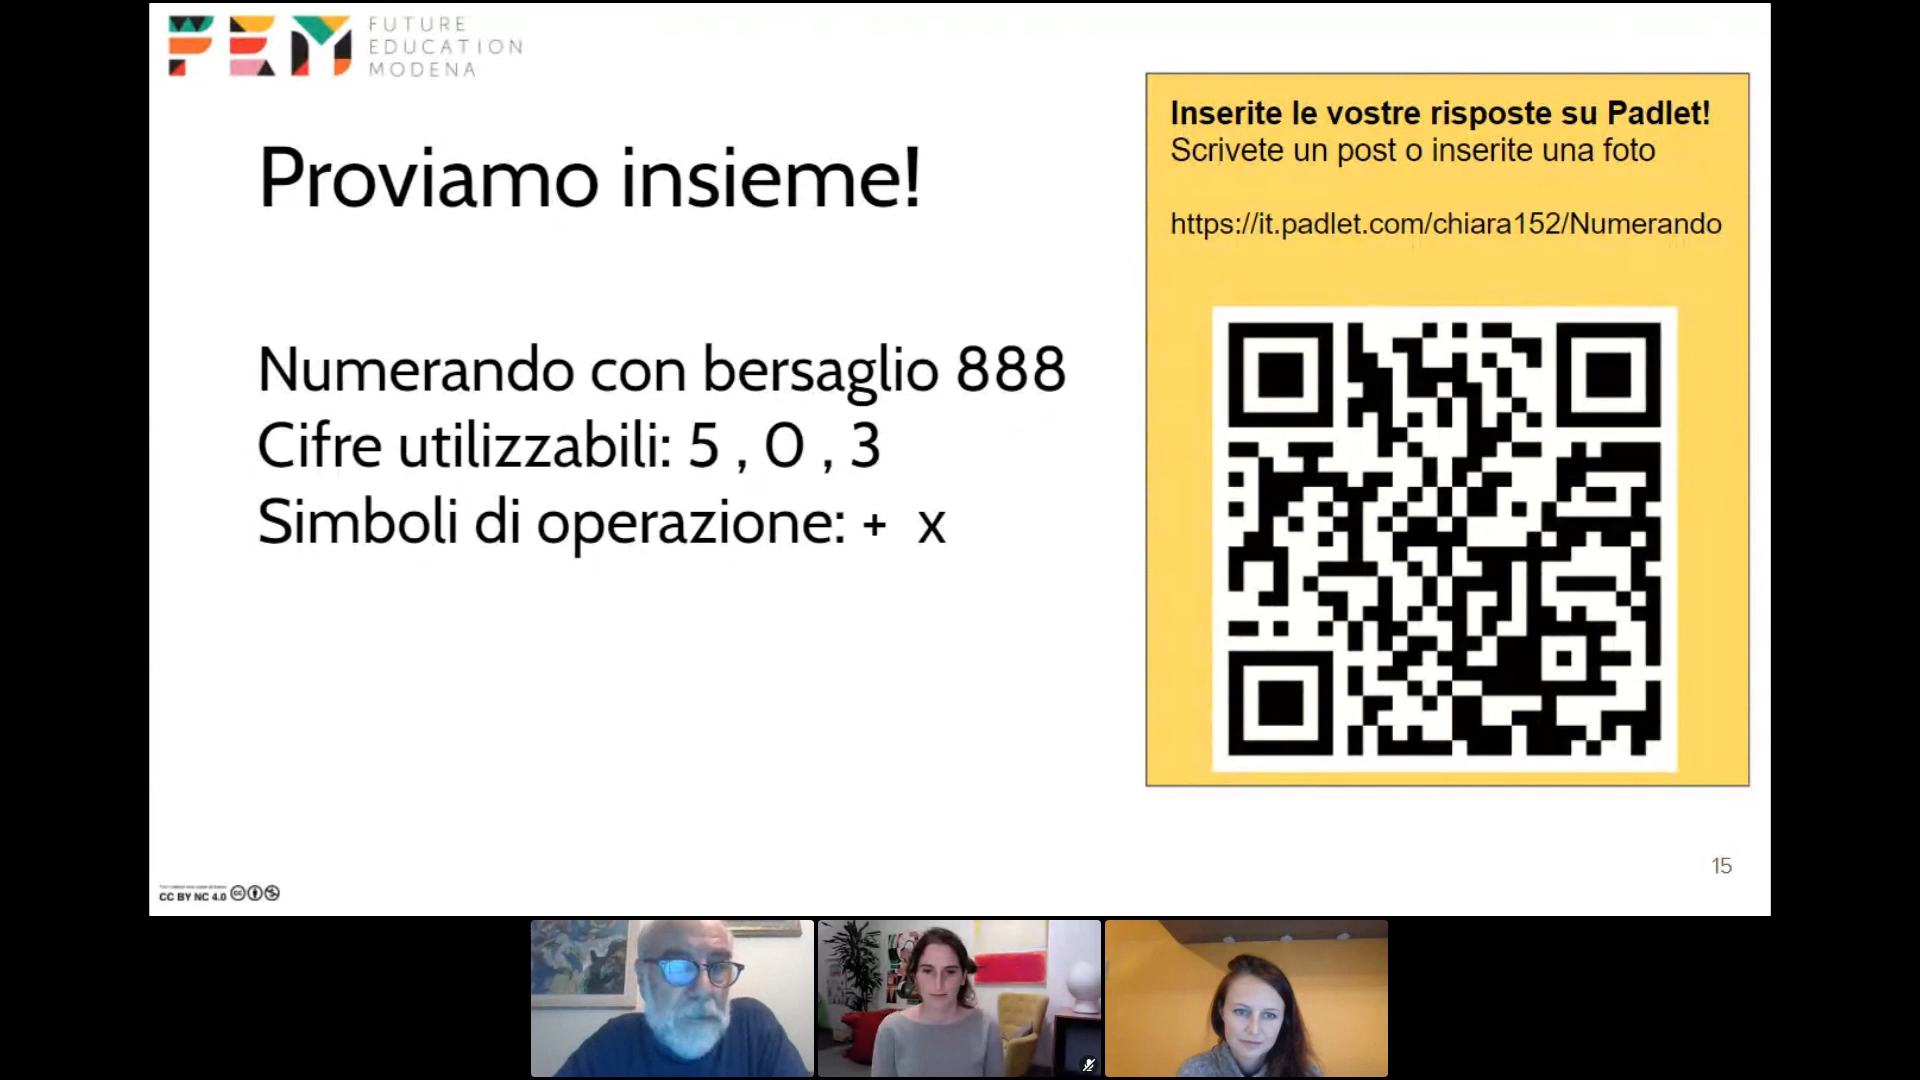 FEM FUTURE
EDUCATION
MODENA
Proviamo insieme!
Numerando con bersaglio 888
Cifre utilizzabili: 5 , 0 , 3
Simboli di operazione: + x
Inserite le vostre risposte su Padlet!
Scrivete un post o inserite una foto
https://it.padlet.com/chiara152/Numerando
15
CC BY NC 4.0